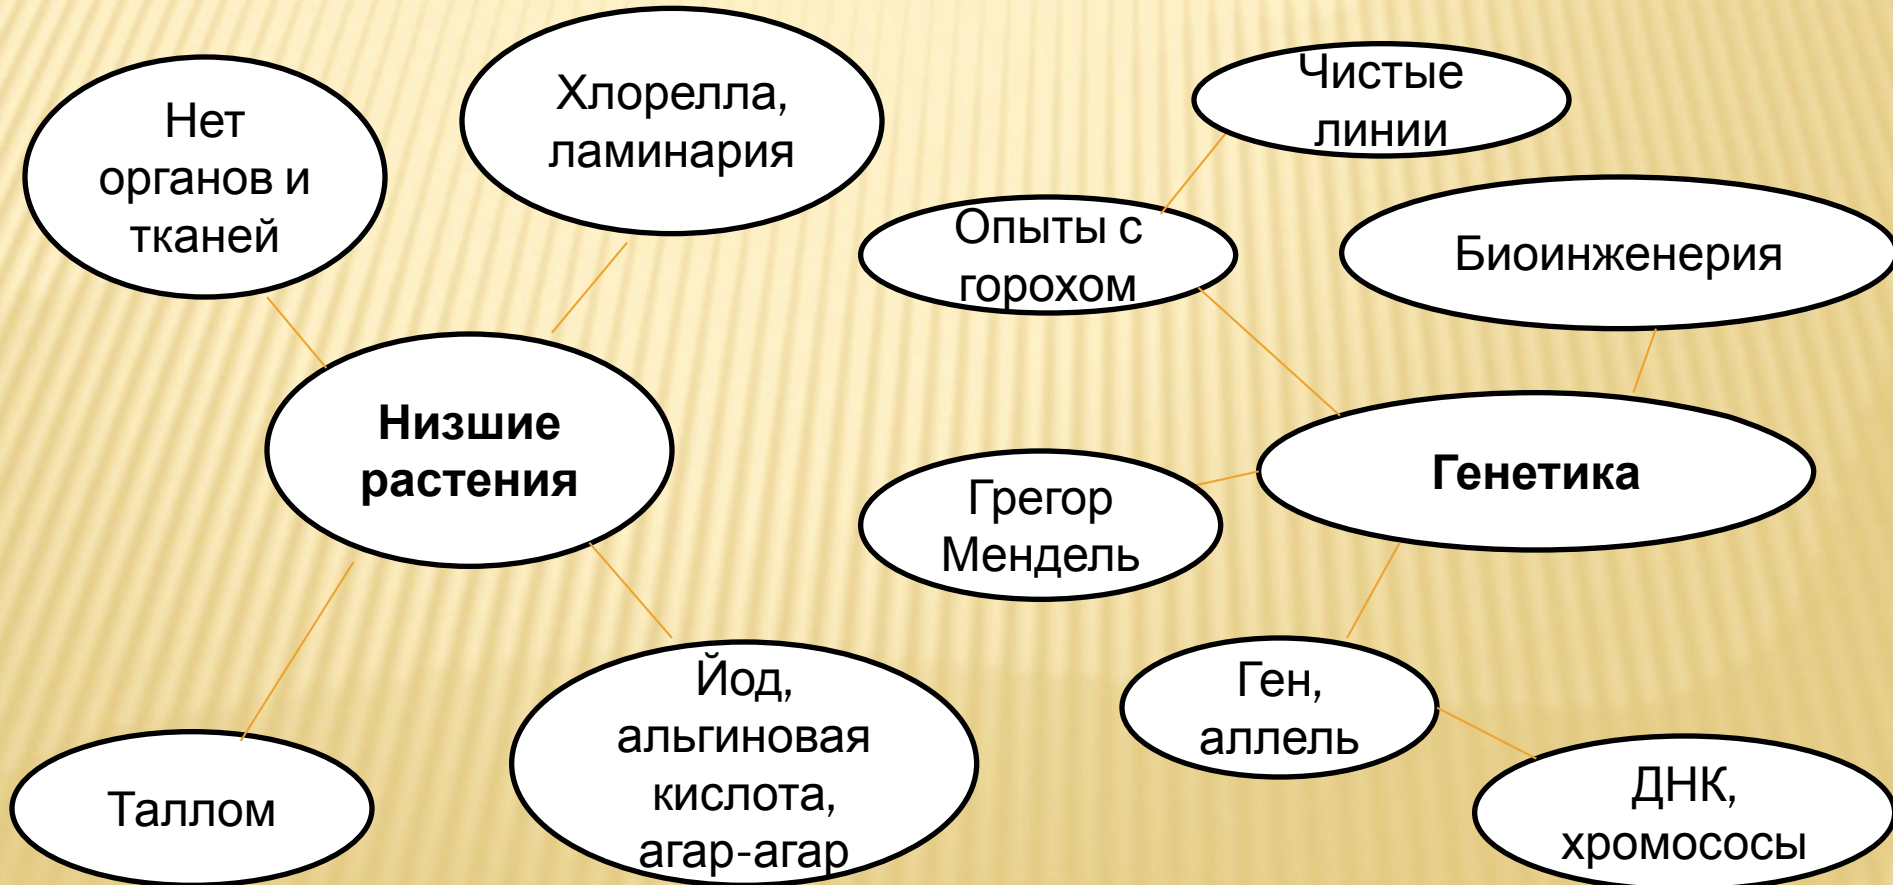 Нет
органов и
тканей
Хлорелла,
ламинария
Низшие
растения
Таллом
Йод,
альгиновая
кислота,
агар-агар
Чистые
линии
Опыты с
горохом
Биоинженерия
Генетика
Грегор
Мендель
Ген,
аллель
ДНК,
хромососы